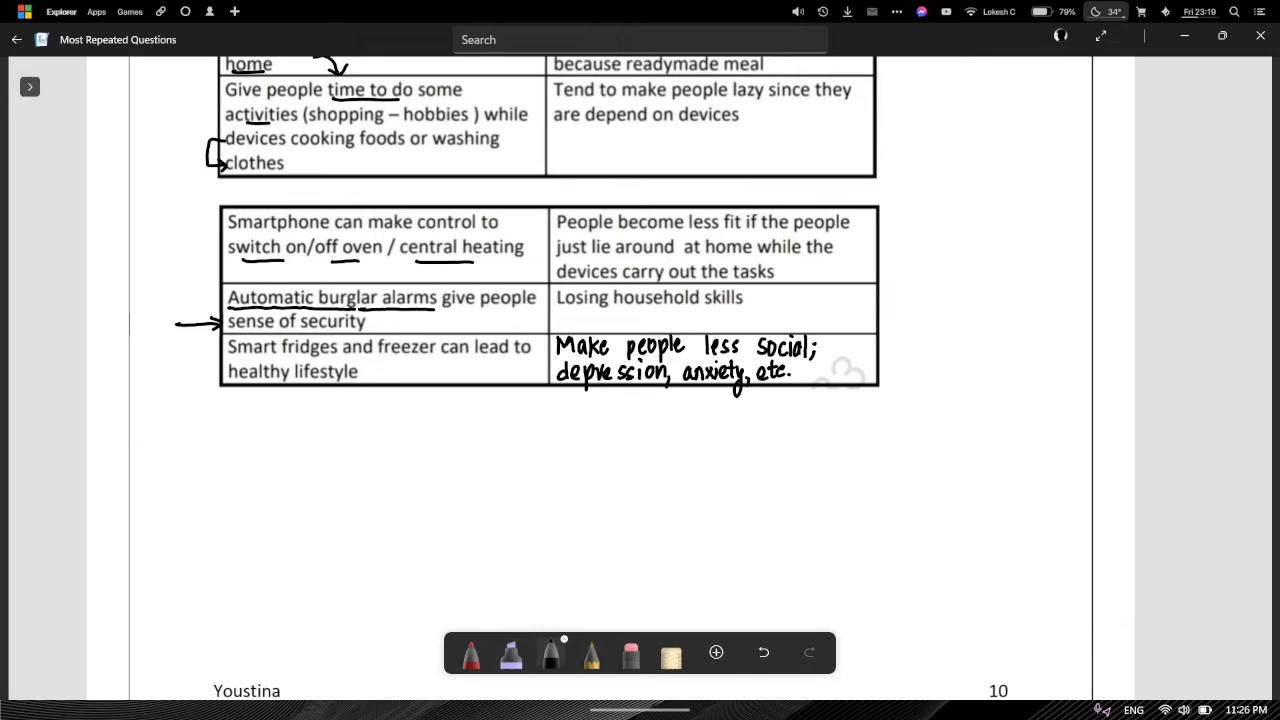 Explorer Apps Games Lokesh C 79% 34° Fri 23:19
Most Repeated Questions
Search
home
because readymade meal
Give people time to do some
activities (shopping – hobbies ) while
devices cooking foods or washing
clothes
Tend to make people lazy since they
are depend on devices
Smartphone can make control to
switch on/off oven / central heating
People become less fit if the people
just lie around at home while the
devices carry out the tasks
Automatic burglar alarms give people
sense of security
Losing household skills
Smart fridges and freezer can lead to
healthy lifestyle
Make people less social;
depression, anxiety, etc.
Youstina 10
ENG 11:26 PM